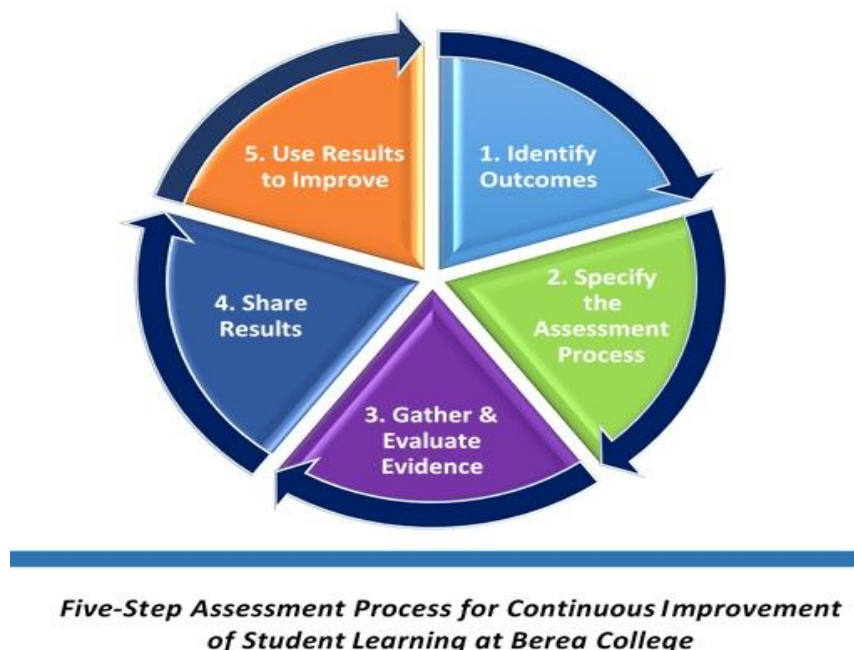 1. Identify
Outcomes
2. Specify
the
Assessment
Process
3. Gather &
Evaluate
Evidence
4. Share
Results
5. Use Results
to Improve
Five-Step Assessment Process for Continuous Improvement
of Student Learning at Berea College